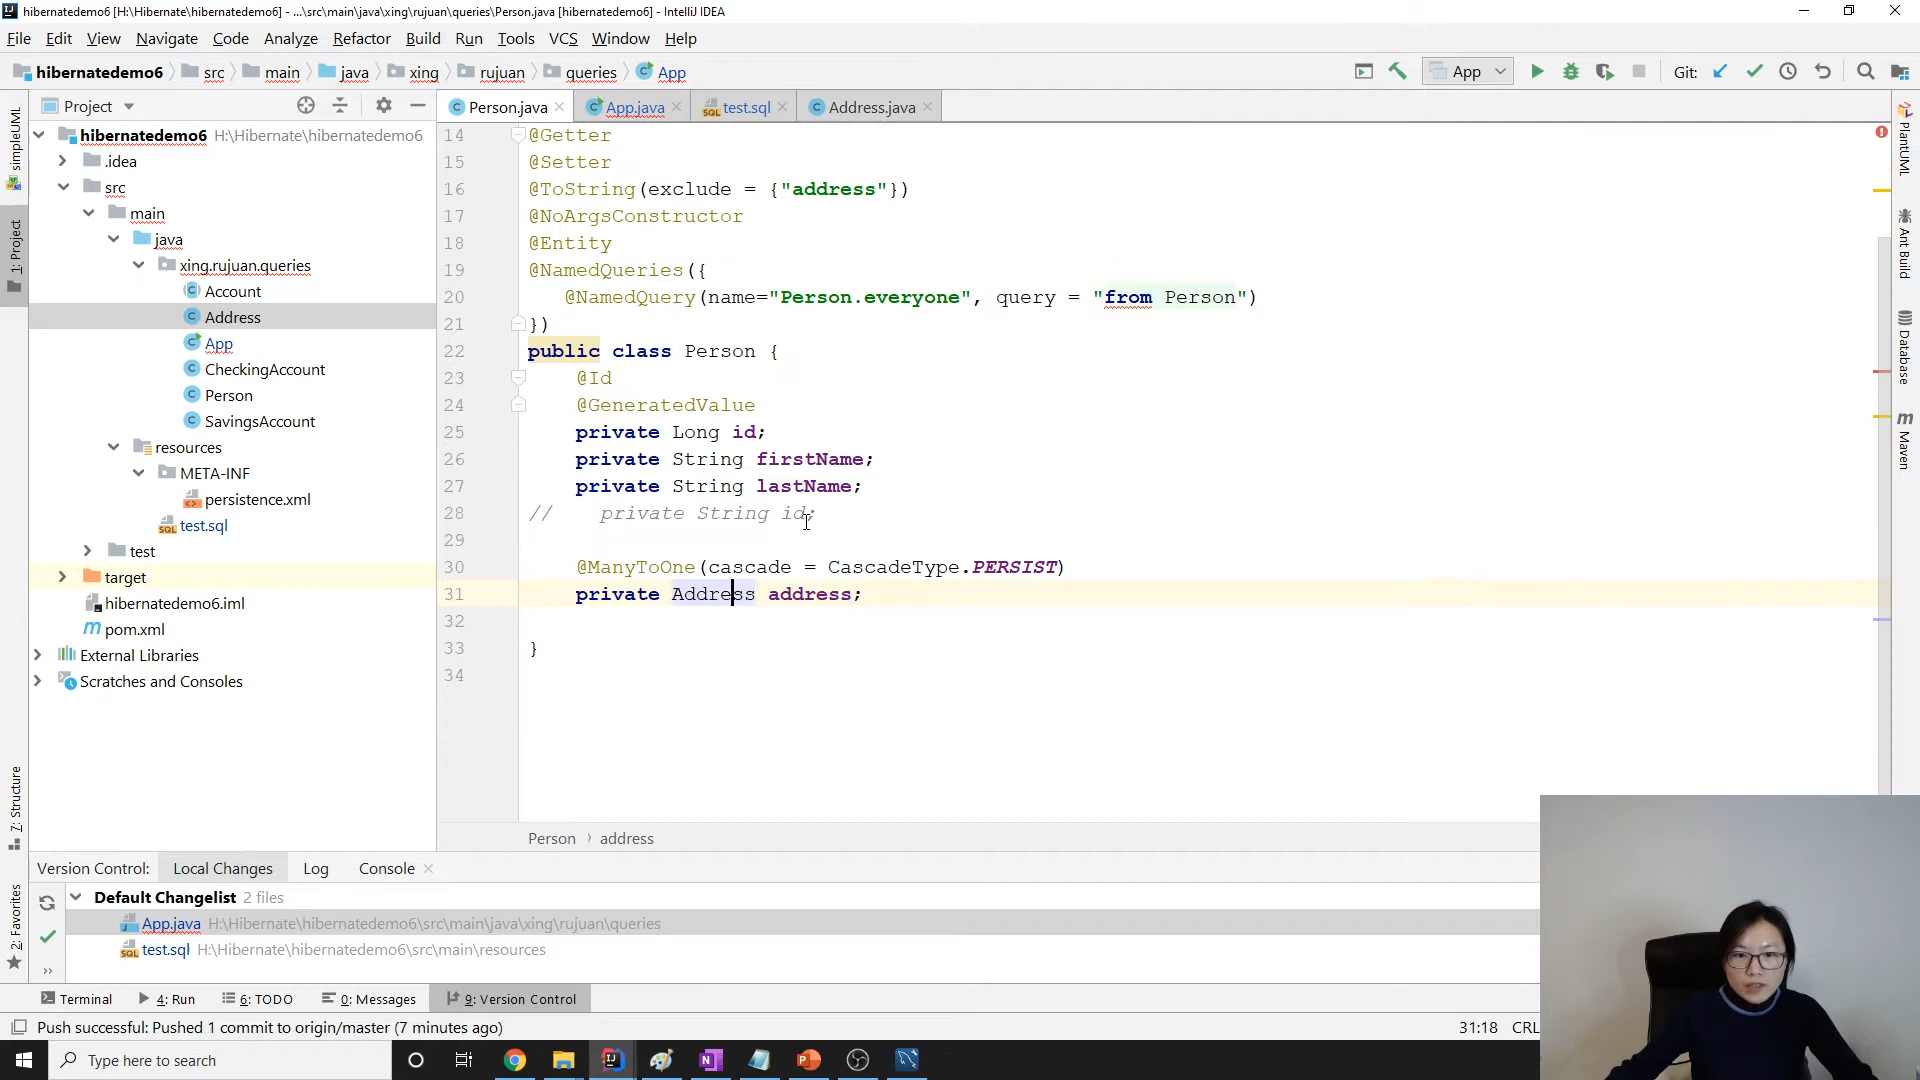 hibernatedemo6 [H:\Hibernate\hibernatedemo6] - ...\src\main\java\xing\rujuan\queries\Person.java [hibernatedemo6] - IntelliJ IDEA
File Edit View Navigate Code Analyze Refactor Build Run Tools VCS Window Help
hibernatedemo6 src main java xing rujuan queries App App Git:
Project Person.java App.java test.sql Address.java
simpleUML
1: Project
7: Structure
2: Favorites
hibernatedemo6 H:\Hibernate\hibernatedemo6
.idea
src
main
java
xing.rujuan.queries
Account
Address
App
CheckingAccount
Person
SavingsAccount
resources
META-INF
persistence.xml
test.sql
test
target
hibernatedemo6.iml
pom.xml
External Libraries
Scratches and Consoles
14 @Getter
15 @Setter
16 @ToString(exclude = {"address"})
17 @NoArgsConstructor
18 @Entity
19 @NamedQueries({
20 @NamedQuery(name="Person.everyone", query = "from Person")
21 })
22 public class Person {
23 @Id
24 @GeneratedValue
25 private Long id;
26 private String firstName;
27 private String lastName;
28 // private String id;
29
30 @ManyToOne(cascade = CascadeType.PERSIST)
31 private Address address;
32
33 }
34
Person › address
PlantUML
Ant Build
Database
Maven
Version Control: Local Changes Log Console
Default Changelist 2 files
App.java H:\Hibernate\hibernatedemo6\src\main\java\xing\rujuan\queries
test.sql H:\Hibernate\hibernatedemo6\src\main\resources
Terminal 4: Run 6: TODO 0: Messages 9: Version Control
Push successful: Pushed 1 commit to origin/master (7 minutes ago) 31:18 CRL
Type here to search